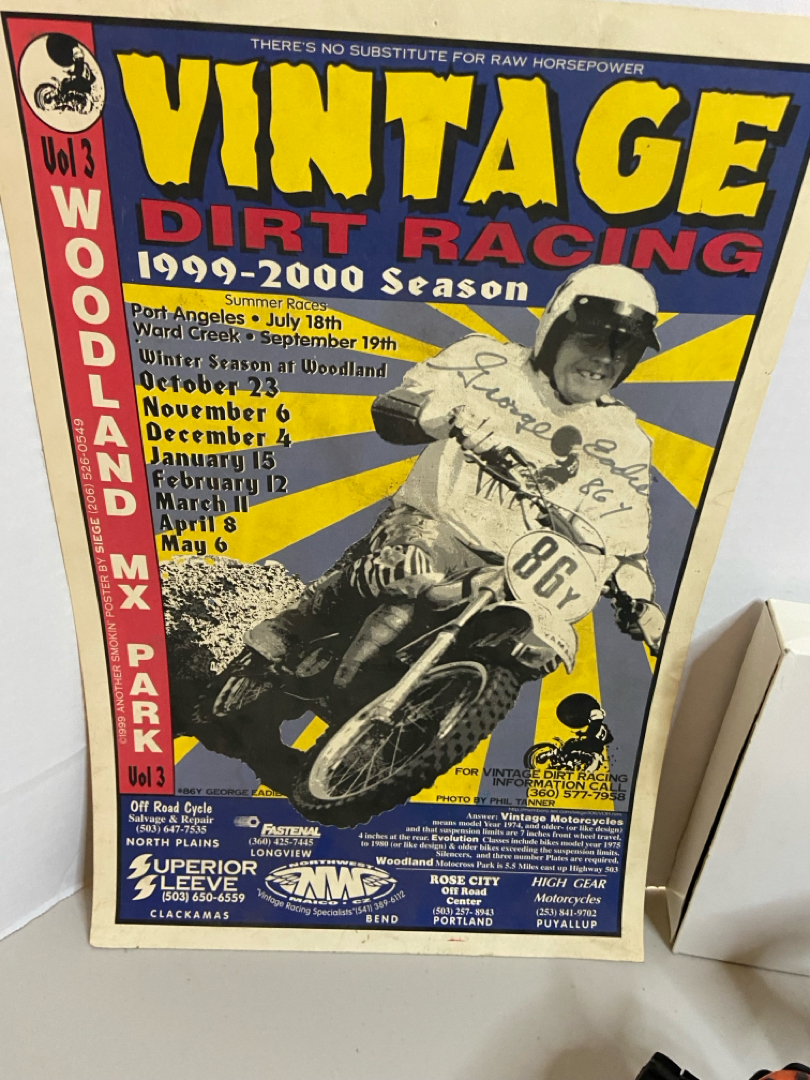 THERE'S NO SUBSTITUTE FOR RAW HORSEPOWER
VINTAGE
DIRT RACING
1999-2000 Season
Vol 3
WOODLAND MX PARK
Vol 3
©1999 ANOTHER SMOKIN' POSTER BY SIEGE (206) 526-0549
Summer Races
Port Angeles • July 18th
Ward Creek • September 19th
Winter Season at Woodland
October 23
November 6
December 4
January 15
February 12
March 11
April 8
May 6
George Eadie
86Y
86Y
YAMA
#86Y GEORGE EADIE
FOR VINTAGE DIRT RACING
INFORMATION CALL
(360) 577-7958
PHOTO BY PHIL TANNER
Off Road Cycle
Salvage & Repair
(503) 647-7535
NORTH PLAINS
FASTENAL
(360) 425-7445
LONGVIEW
Answer: Vintage Motorcycles
means model Year 1974, and older- (or like design)
and that suspension limits are 7 inches front wheel travel,
4 inches at the rear. Evolution Classes include bikes model year 1975
to 1980 (or like design) & older bikes exceeding the suspension limits.
Silencers, and three number Plates are required.
Woodland Motocross Park is 5.5 Miles east up Highway 503
SUPERIOR
SLEEVE
(503) 650-6559
CLACKAMAS
NORTHWEST
NW
MAICO • CZ
"Vintage Racing Specialists" (541) 389-6112
BEND
ROSE CITY
Off Road
Center
(503) 257-8943
PORTLAND
HIGH GEAR
Motorcycles
(253) 841-9702
PUYALLUP